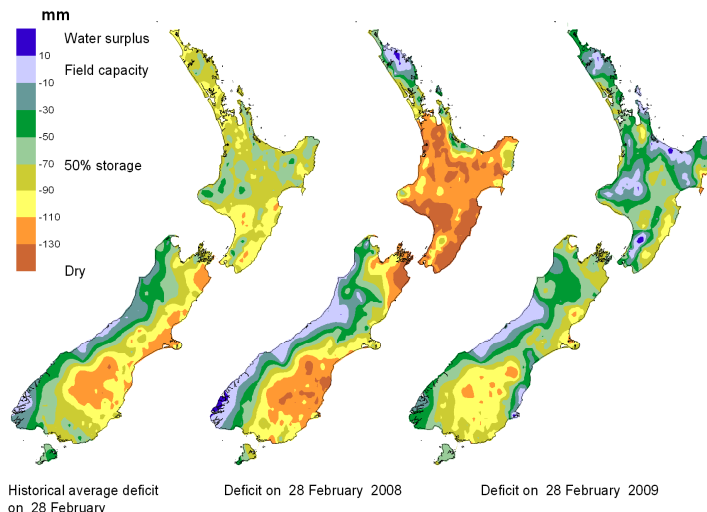 mm
Water surplus
10
Field capacity
-10
-30
-50
50% storage
-70
-90
-110
-130
Dry
Historical average deficit
on 28 February
Deficit on 28 February 2008
Deficit on 28 February 2009